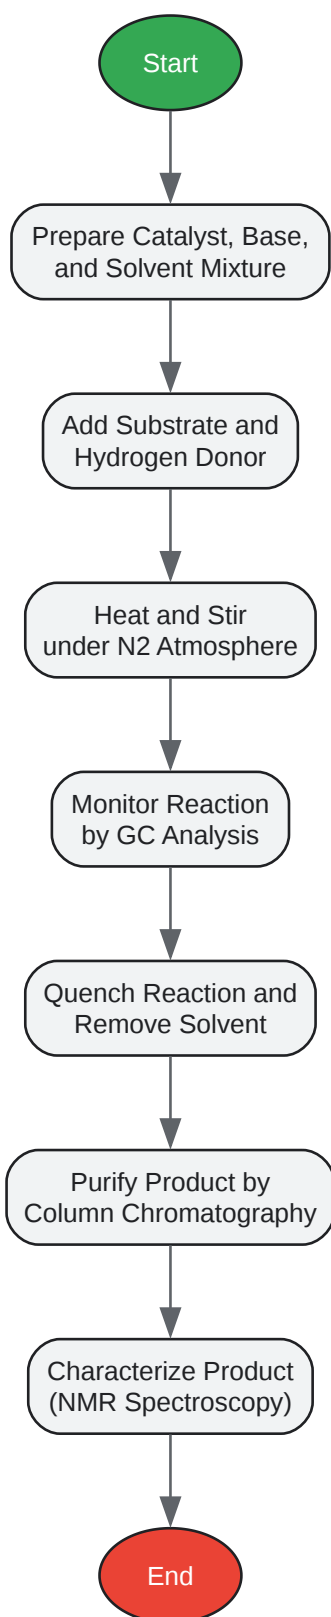 Start
Prepare Catalyst, Base,
and Solvent Mixture
Add Substrate and
Hydrogen Donor
Heat and Stir
under N2 Atmosphere
Monitor Reaction
by GC Analysis
Quench Reaction and
Remove Solvent
Purify Product by
Column Chromatography
Characterize Product
(NMR Spectroscopy)
End